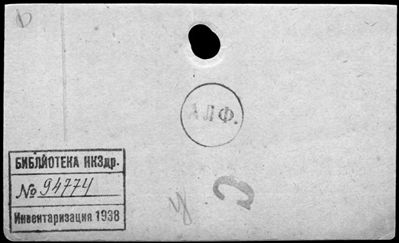 АЛФ.
БИБЛИОТЕКА НКЗдр.
№ 94774
Инвентаризация 1938